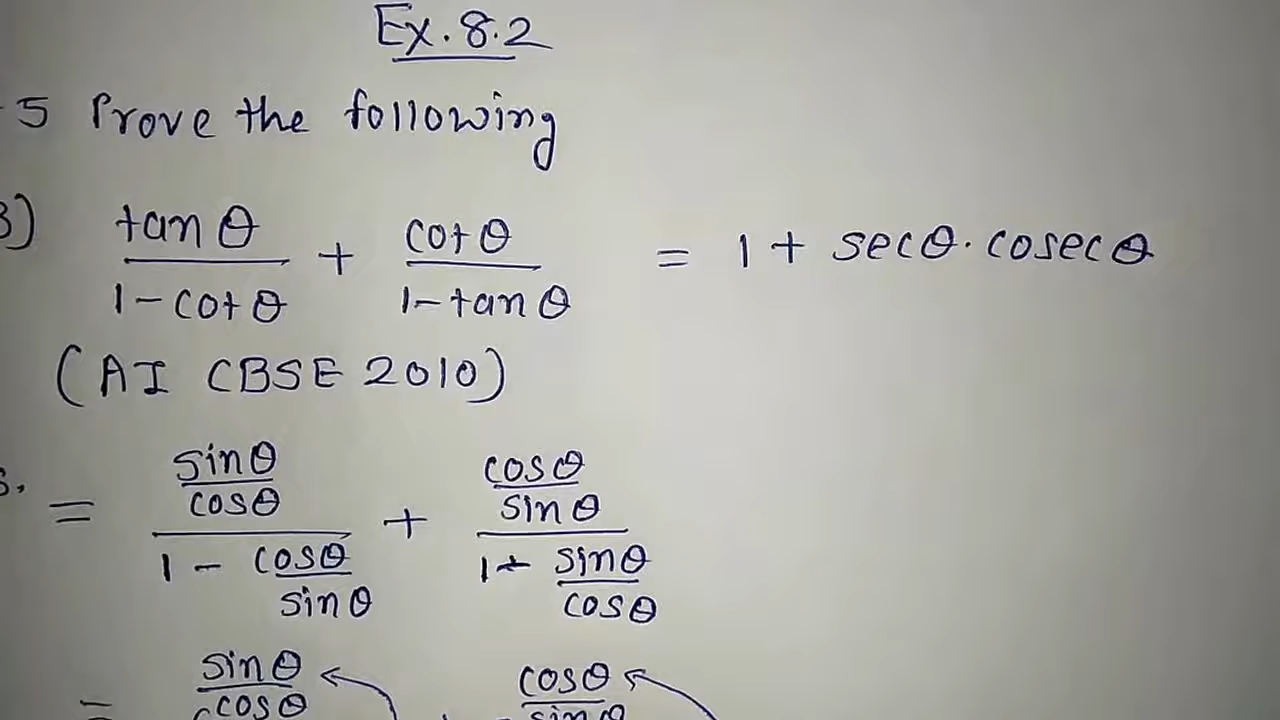 Ex. 8.2
5 Prove the following
3) tanθ/(1-cotθ) + cotθ/(1-tanθ) = 1 + secθ·cosecθ
(AI CBSE 2010)
= (sinθ/cosθ)/(1 - cosθ/sinθ) + (cosθ/sinθ)/(1 - sinθ/cosθ)
= sinθ/cosθ + cosθ/sinθ